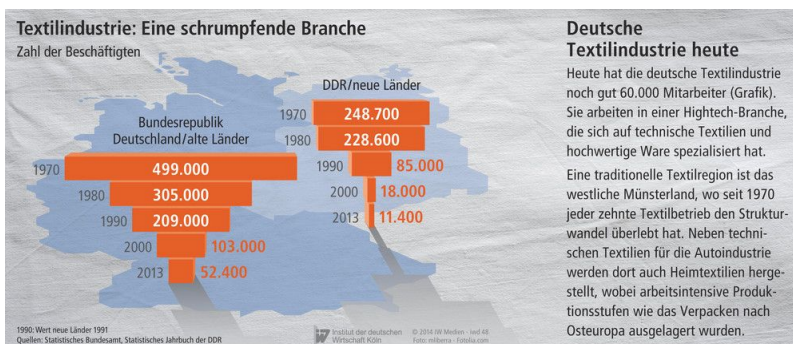 Textilindustrie: Eine schrumpfende Branche
Zahl der Beschäftigten
Bundesrepublik
Deutschland/alte Länder
1970 499.000
1980 305.000
1990 209.000
2000 103.000
2013 52.400
DDR/neue Länder
1970 248.700
1980 228.600
1990 85.000
2000 18.000
2013 11.400
1990: Wert neue Länder 1991
Quellen: Statistisches Bundesamt, Statistisches Jahrbuch der DDR
Institut der deutschen
Wirtschaft Köln
© 2014 IW Medien · iwd 48
Foto: mliberra · Fotolia.com
Deutsche
Textilindustrie heute
Heute hat die deutsche Textilindustrie
noch gut 60.000 Mitarbeiter (Grafik).
Sie arbeiten in einer Hightech-Branche,
die sich auf technische Textilien und
hochwertige Ware spezialisiert hat.
Eine traditionelle Textilregion ist das
westliche Münsterland, wo seit 1970
jeder zehnte Textilbetrieb den Struktur-
wandel überlebt hat. Neben techni-
schen Textilien für die Autoindustrie
werden dort auch Heimtextilien herge-
stellt, wobei arbeitsintensive Produk-
tionsstufen wie das Verpacken nach
Osteuropa ausgelagert wurden.